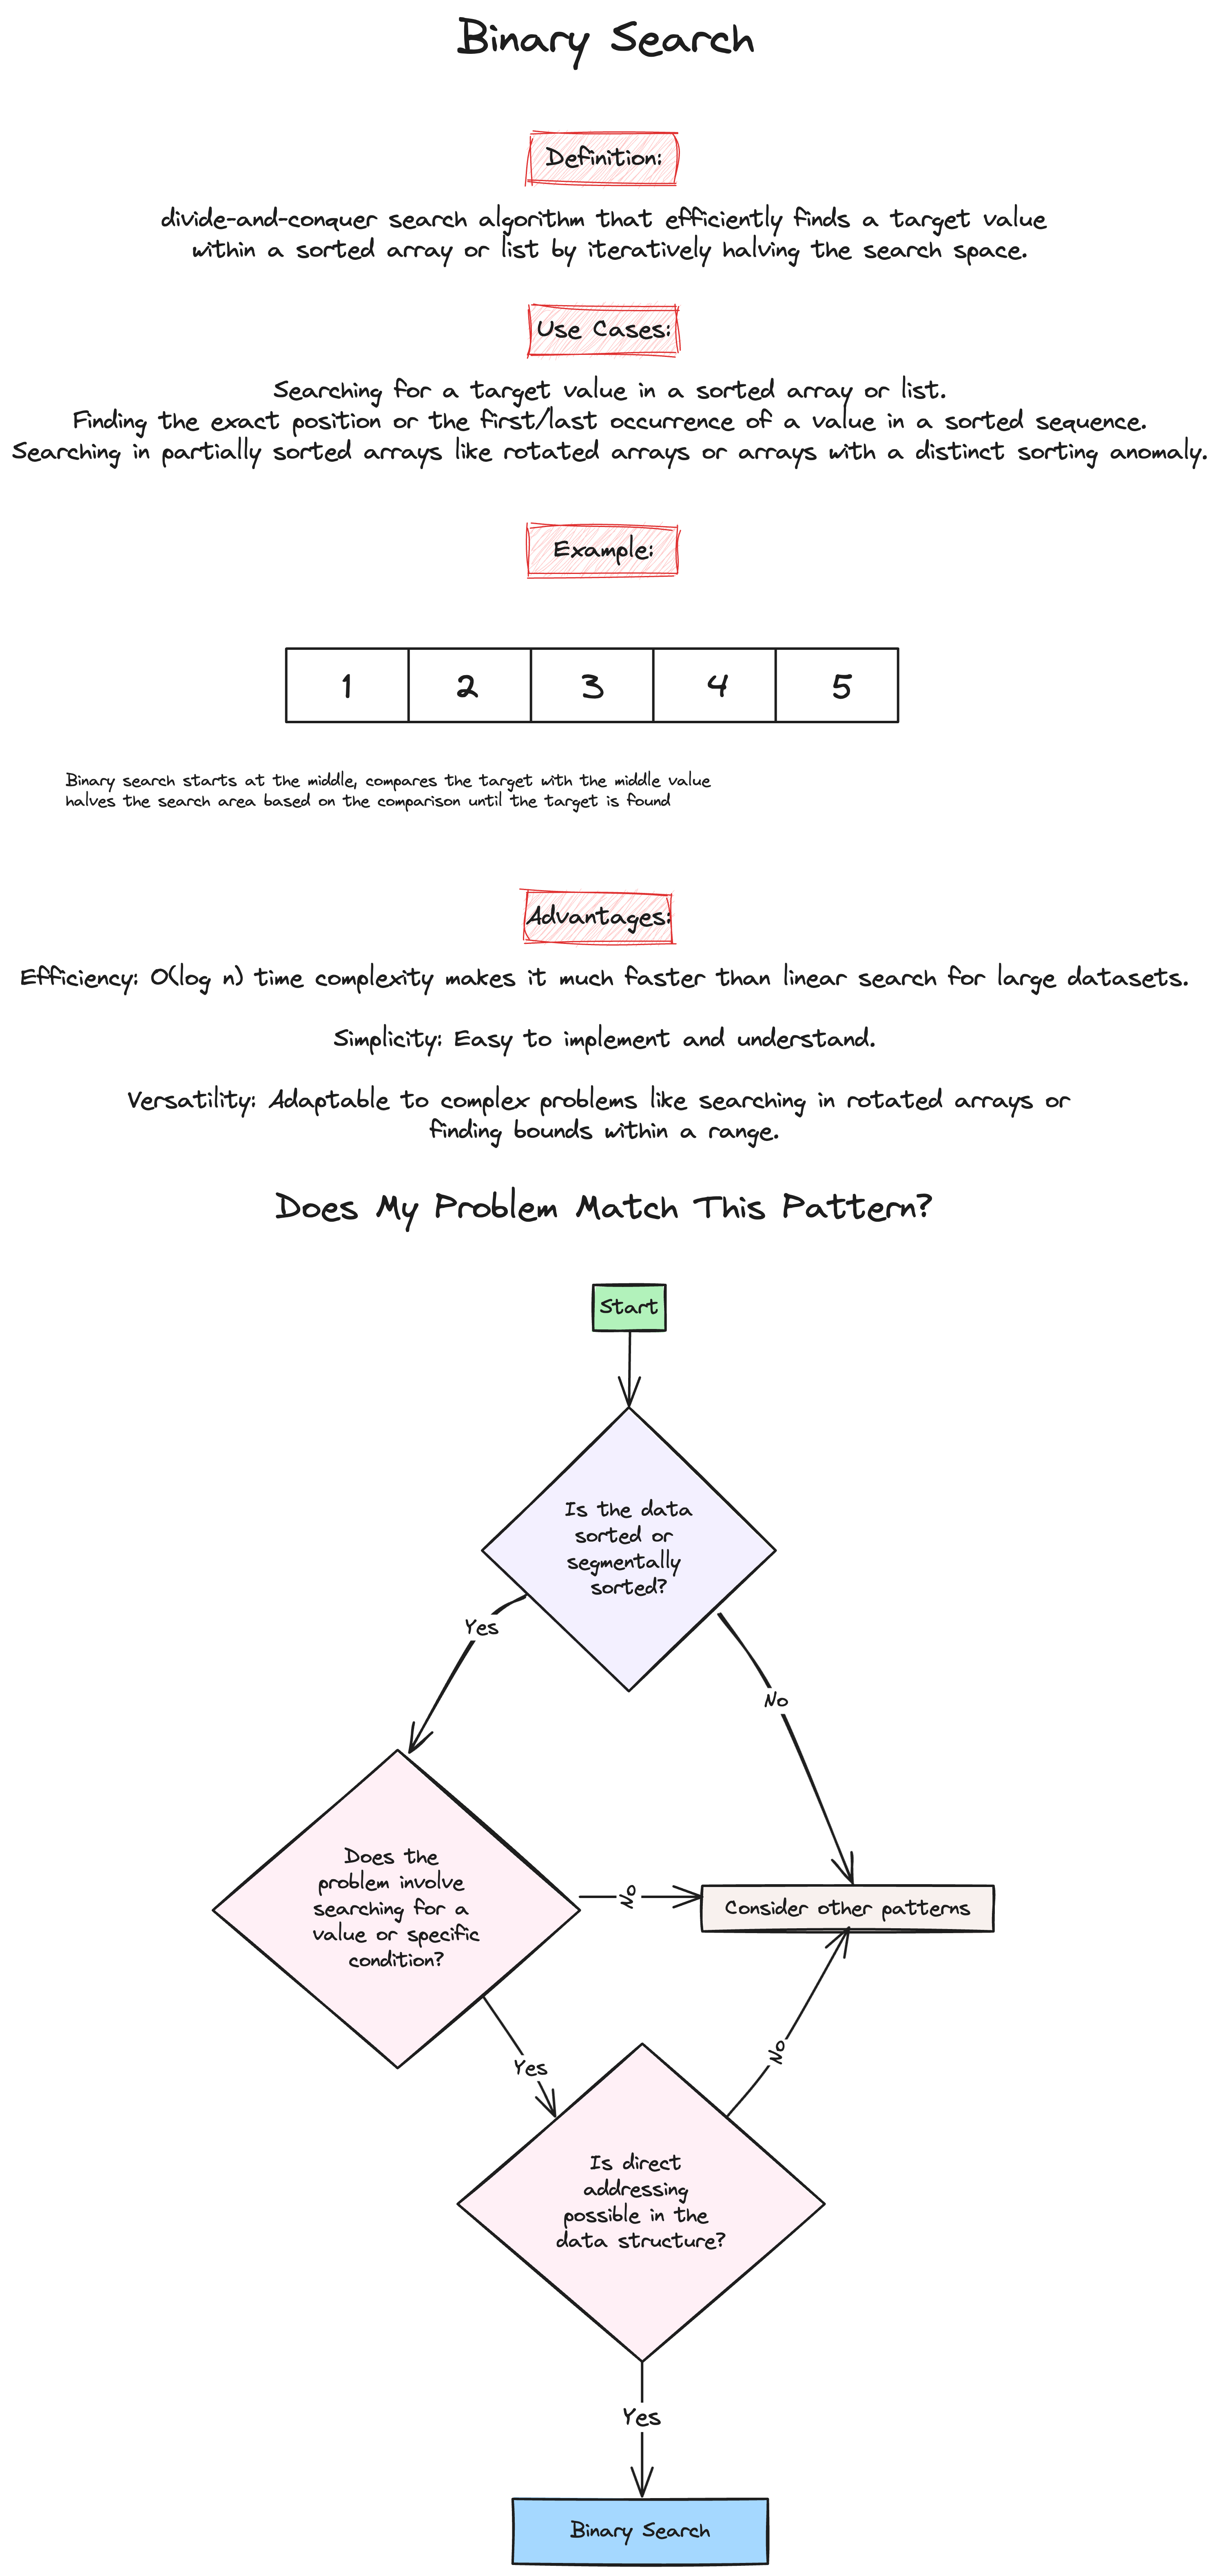 Binary Search
Definition:
divide-and-conquer search algorithm that efficiently finds a target value
within a sorted array or list by iteratively halving the search space.
Use Cases:
Searching for a target value in a sorted array or list.
Finding the exact position or the first/last occurrence of a value in a sorted sequence.
Searching in partially sorted arrays like rotated arrays or arrays with a distinct sorting anomaly.
Example:
1 2 3 4 5
Binary search starts at the middle, compares the target with the middle value
halves the search area based on the comparison until the target is found
Advantages:
Efficiency: O(log n) time complexity makes it much faster than linear search for large datasets.
Simplicity: Easy to implement and understand.
Versatility: Adaptable to complex problems like searching in rotated arrays or
finding bounds within a range.
Does My Problem Match This Pattern?
Start
Is the data
sorted or
segmentally
sorted?
Yes
No
Does the
problem involve
searching for a
value or specific
condition?
No
Consider other patterns
Yes
No
Is direct
addressing
possible in the
data structure?
Yes
Binary Search